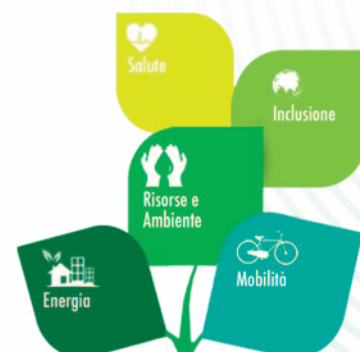 Salute
Inclusione
Risorse e
Ambiente
Mobilità
Energia